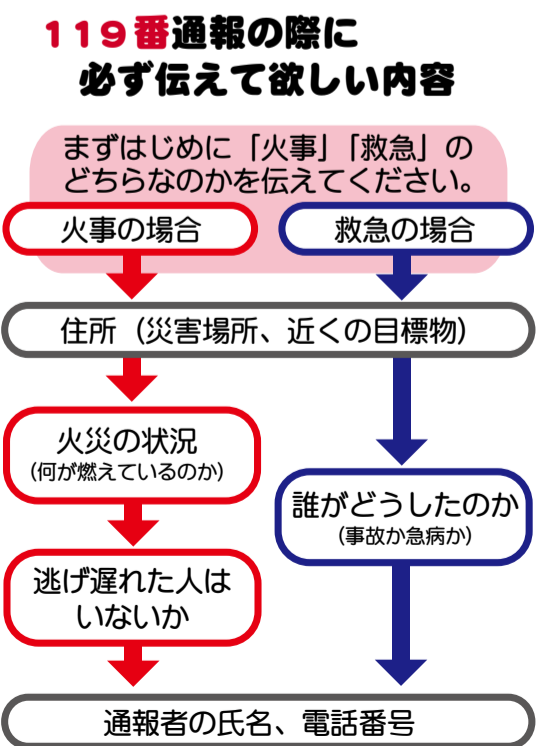 119番通報の際に
必ず伝えて欲しい内容
まずはじめに「火事」「救急」の
どちらなのかを伝えてください。
火事の場合
救急の場合
住所（災害場所、近くの目標物）
火災の状況
（何が燃えているのか）
誰がどうしたのか
（事故か急病か）
逃げ遅れた人は
いないか
通報者の氏名、電話番号